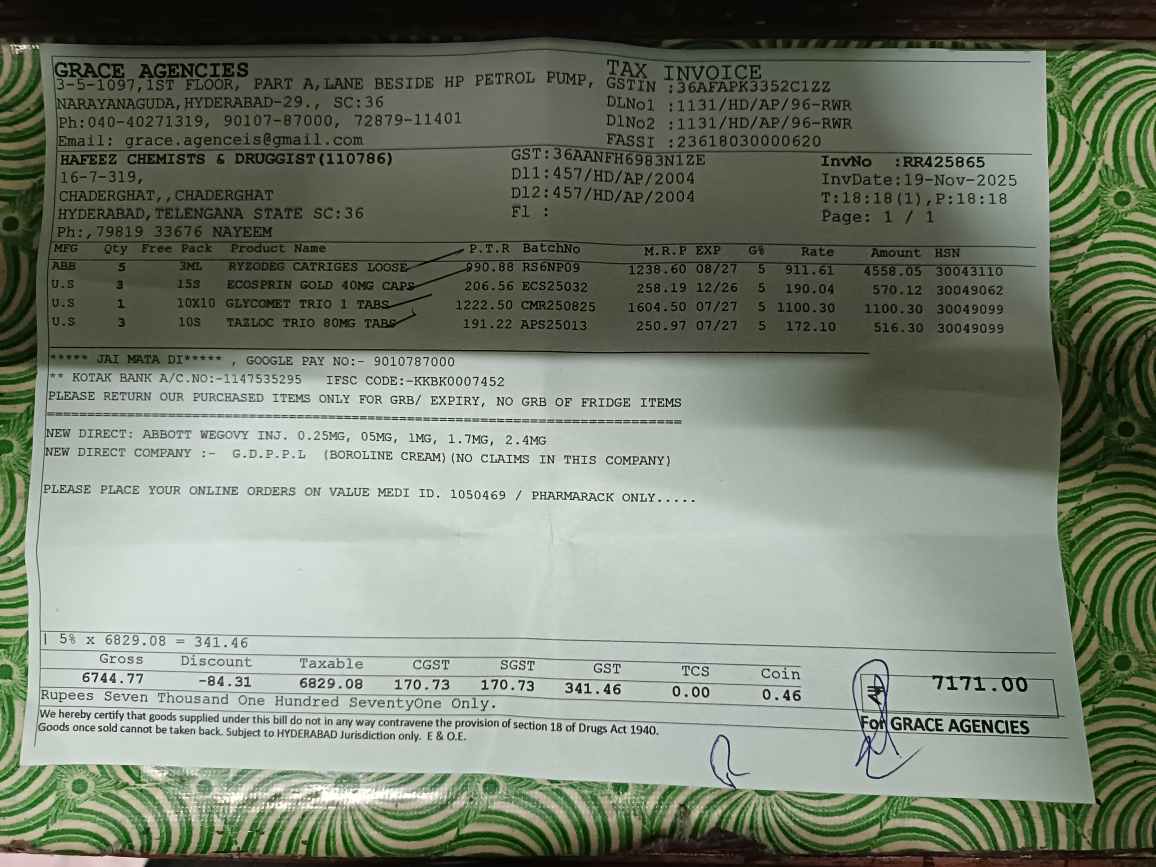 GRACE AGENCIES
3-5-1097,1ST FLOOR, PART A,LANE BESIDE HP PETROL PUMP,
NARAYANAGUDA,HYDERABAD-29., SC:36
Ph:040-40271319, 90107-87000, 72879-11401
Email: grace.agenceis@gmail.com
TAX INVOICE
GSTIN :36AFAPK3352C1ZZ
DLNo1 :1131/HD/AP/96-RWR
DlNo2 :1131/HD/AP/96-RWR
FASSI :23618030000620
HAFEEZ CHEMISTS & DRUGGIST(110786)
16-7-319,
CHADERGHAT,,CHADERGHAT
HYDERABAD,TELENGANA STATE SC:36
Ph:,79819 33676 NAYEEM
GST:36AANFH6983N1ZE
Dl1:457/HD/AP/2004
Dl2:457/HD/AP/2004
Fl :
InvNo :RR425865
InvDate:19-Nov-2025
T:18:18(1),P:18:18
Page: 1 / 1
MFG Qty Free Pack Product Name P.T.R BatchNo M.R.P EXP G% Rate Amount HSN
ABB 5 3ML RYZODEG CATRIGES LOOSE 990.88 RS6NP09 1238.60 08/27 5 911.61 4558.05 30043110
U.S 3 15S ECOSPRIN GOLD 40MG CAPS 206.56 ECS25032 258.19 12/26 5 190.04 570.12 30049062
U.S 1 10X10 GLYCOMET TRIO 1 TABS 1222.50 CMR250825 1604.50 07/27 5 1100.30 1100.30 30049099
U.S 3 10S TAZLOC TRIO 80MG TABS 191.22 APS25013 250.97 07/27 5 172.10 516.30 30049099
***** JAI MATA DI***** , GOOGLE PAY NO:- 9010787000
** KOTAK BANK A/C.NO:-1147535295 IFSC CODE:-KKBK0007452
PLEASE RETURN OUR PURCHASED ITEMS ONLY FOR GRB/ EXPIRY, NO GRB OF FRIDGE ITEMS
NEW DIRECT: ABBOTT WEGOVY INJ. 0.25MG, 05MG, 1MG, 1.7MG, 2.4MG
NEW DIRECT COMPANY :- G.D.P.P.L (BOROLINE CREAM)(NO CLAIMS IN THIS COMPANY)
PLEASE PLACE YOUR ONLINE ORDERS ON VALUE MEDI ID. 1050469 / PHARMARACK ONLY.....
| 5% x 6829.08 = 341.46
Gross Discount Taxable CGST SGST GST TCS Coin
6744.77 -84.31 6829.08 170.73 170.73 341.46 0.00 0.46
₹ 7171.00
Rupees Seven Thousand One Hundred SeventyOne Only.
We hereby certify that goods supplied under this bill do not in any way contravene the provision of section 18 of Drugs Act 1940.
Goods once sold cannot be taken back. Subject to HYDERABAD Jurisdiction only. E & O.E.
For GRACE AGENCIES